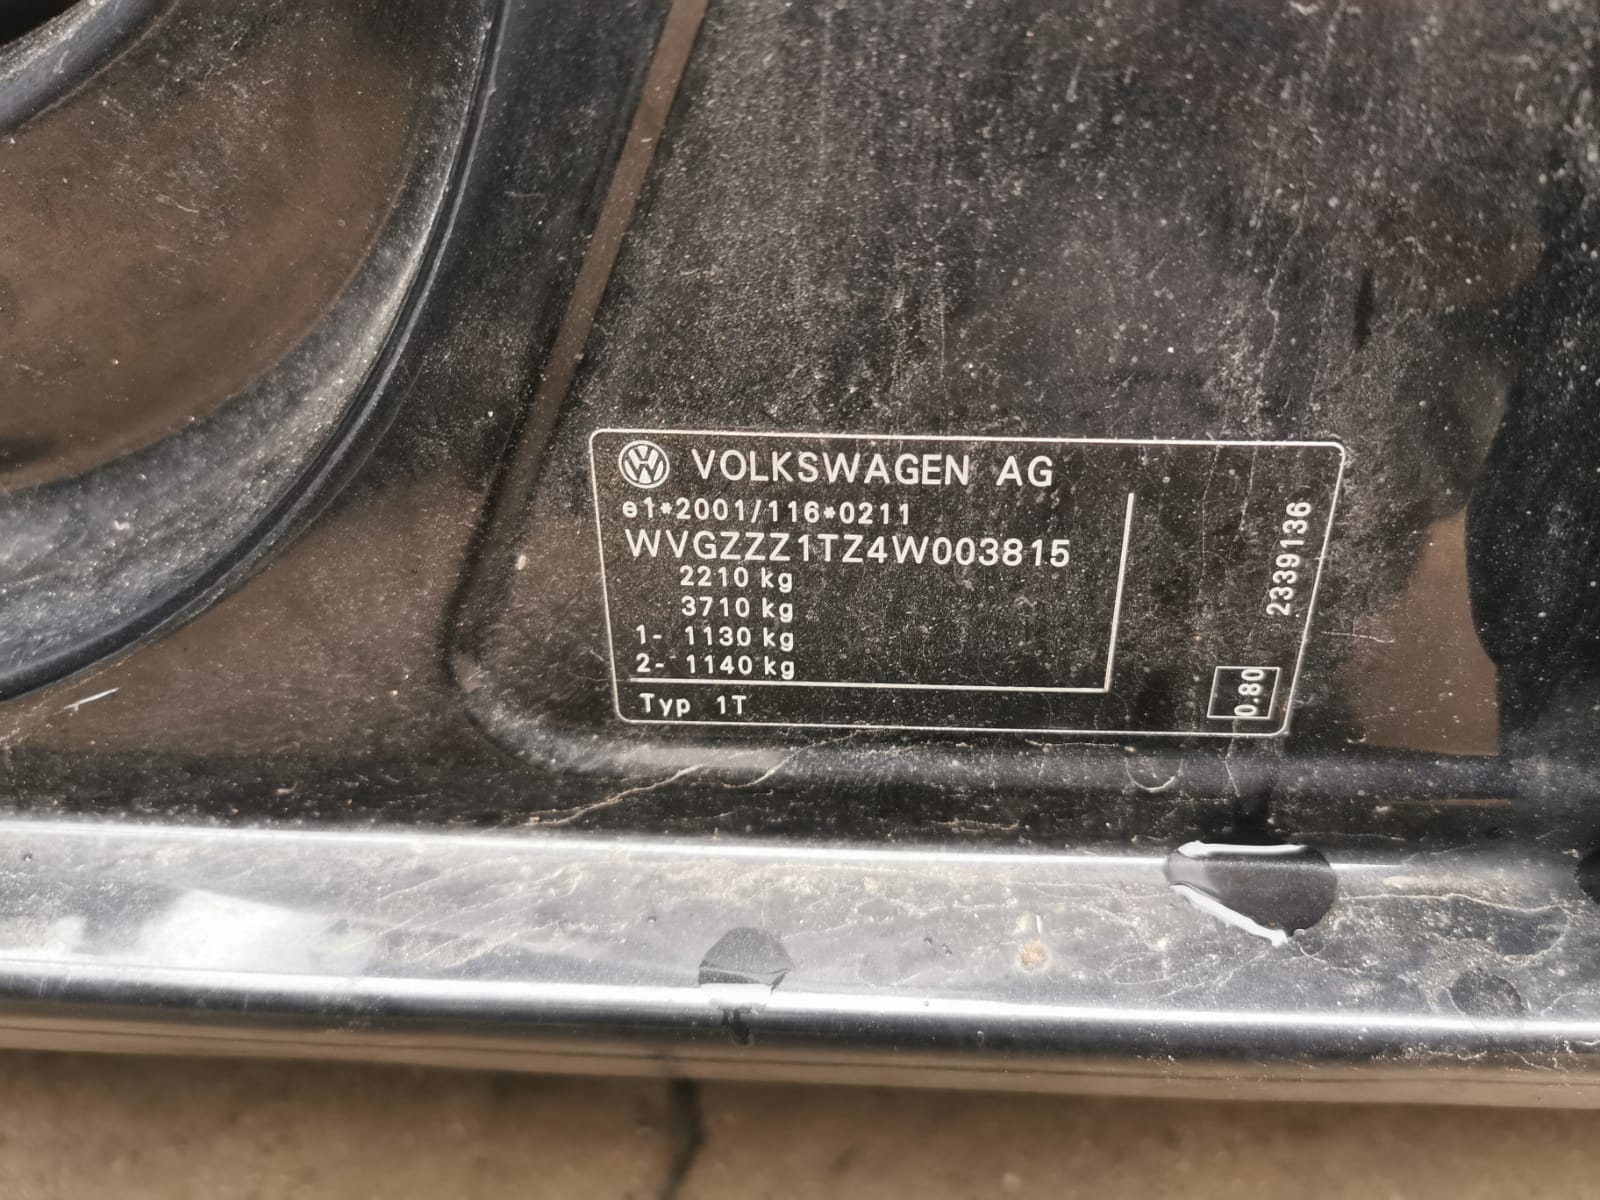 VOLKSWAGEN AG
e1*2001/116*0211
WVGZZZ1TZ4W003815
2210 kg
3710 kg
1- 1130 kg
2- 1140 kg
Typ 1T
2339136
0.80